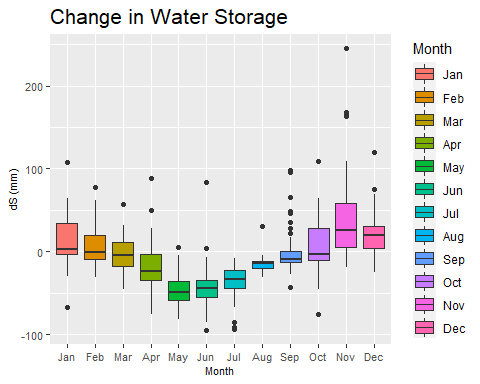 Change in Water Storage
dS (mm)
200
100
0
-100
Jan Feb Mar Apr May Jun Jul Aug Sep Oct Nov Dec
Month
Month
Jan
Feb
Mar
Apr
May
Jun
Jul
Aug
Sep
Oct
Nov
Dec